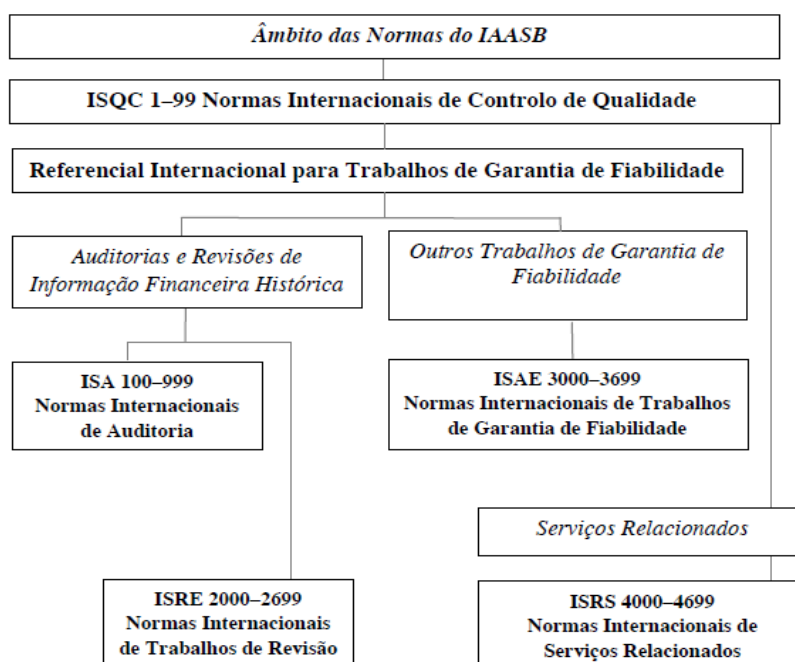 Âmbito das Normas do IAASB
ISQC 1–99 Normas Internacionais de Controlo de Qualidade
Referencial Internacional para Trabalhos de Garantia de Fiabilidade
Auditorias e Revisões de
Informação Financeira Histórica
Outros Trabalhos de Garantia de
Fiabilidade
ISA 100–999
Normas Internacionais
de Auditoria
ISAE 3000–3699
Normas Internacionais de Trabalhos
de Garantia de Fiabilidade
Serviços Relacionados
ISRE 2000–2699
Normas Internacionais
de Trabalhos de Revisão
ISRS 4000–4699
Normas Internacionais de
Serviços Relacionados